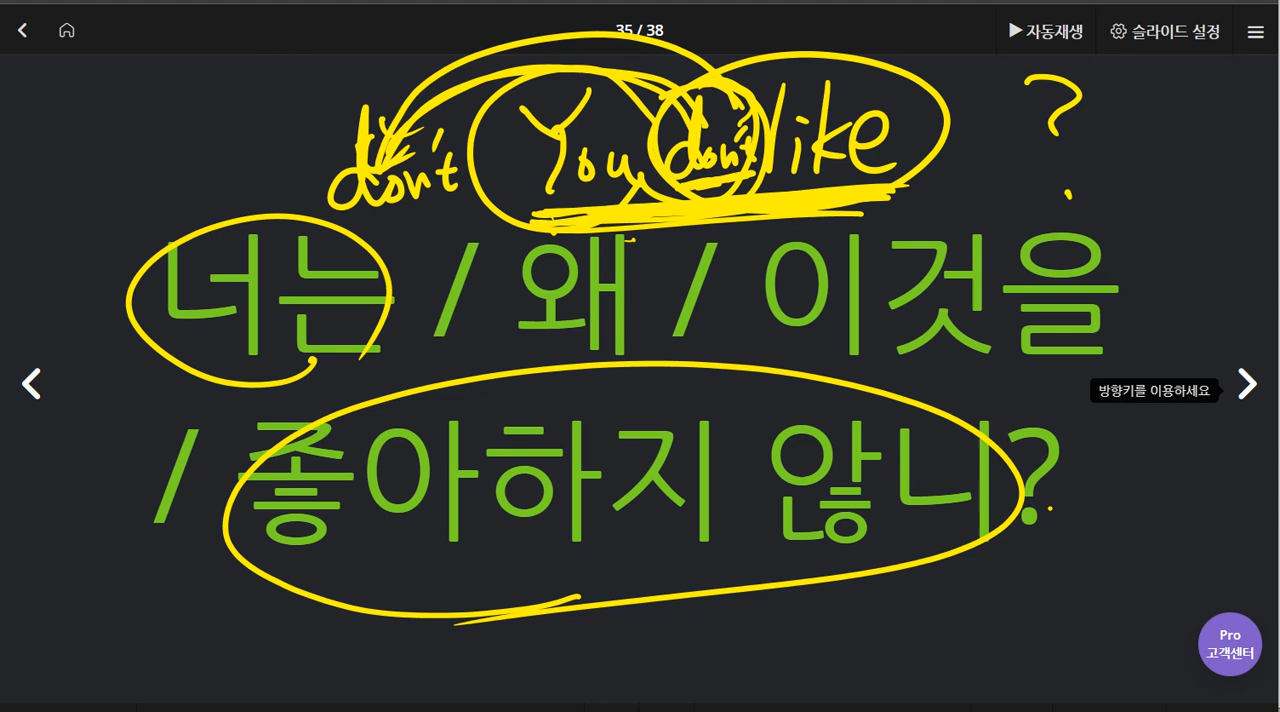 35 / 38
자동재생
슬라이드 설정
don't You don't like ?
너는 / 왜 / 이것을
방향키를 이용하세요
/ 좋아하지 않니?
Pro
고객센터